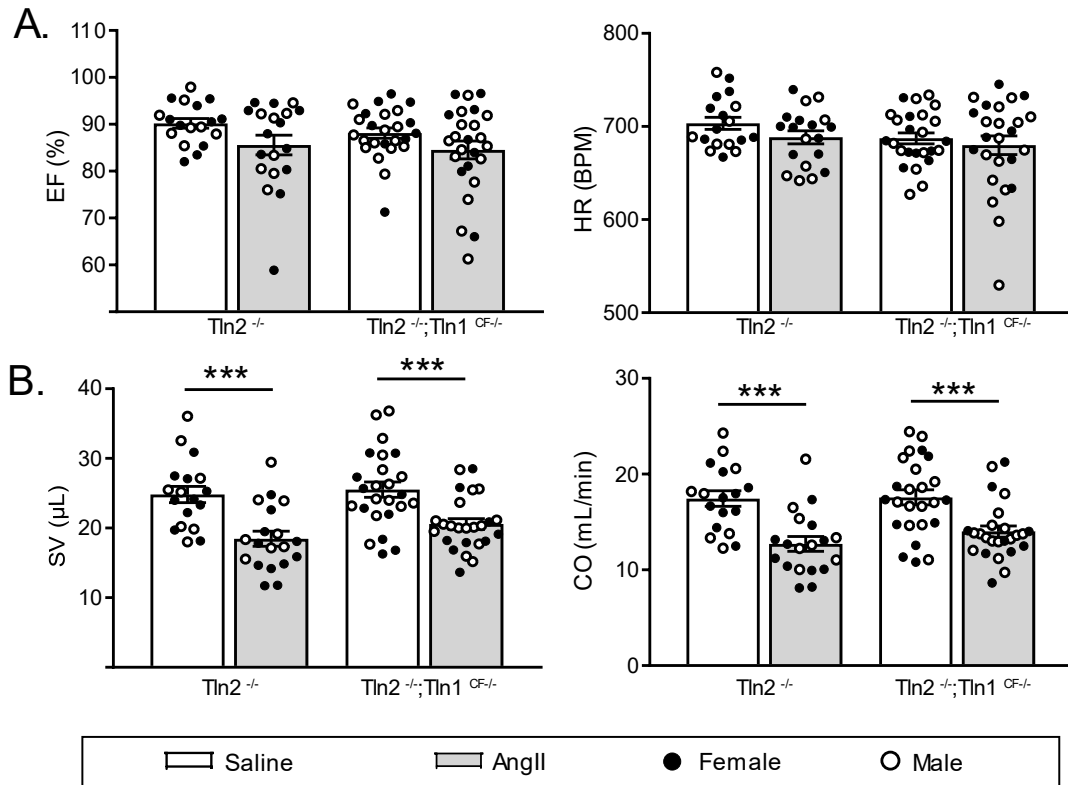 A.
EF (%)
110
100
90
80
70
60
Tln2 -/-
Tln2 -/-;Tln1 CF-/-
HR (BPM)
800
700
600
500
Tln2 -/-
Tln2 -/-;Tln1 CF-/-
B.
SV (µL)
40
30
20
10
***
***
Tln2 -/-
Tln2 -/-;Tln1 CF-/-
CO (mL/min)
30
20
10
0
***
***
Tln2 -/-
Tln2 -/-;Tln1 CF-/-
Saline AngII Female Male